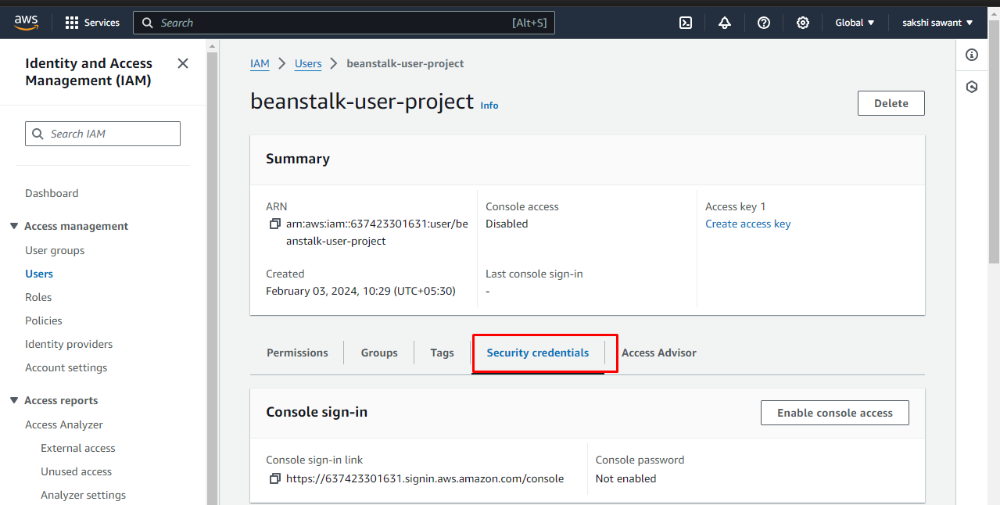 aws
Services
Search
[Alt+S]
Global
sakshi sawant
Identity and Access
Management (IAM)
Search IAM
Dashboard
Access management
User groups
Users
Roles
Policies
Identity providers
Account settings
Access reports
Access Analyzer
External access
Unused access
Analyzer settings
IAM
Users
beanstalk-user-project
beanstalk-user-project
Info
Delete
Summary
ARN
arn:aws:iam::637423301631:user/be
anstalk-user-project
Console access
Disabled
Access key 1
Create access key
Created
February 03, 2024, 10:29 (UTC+05:30)
Last console sign-in
-
Permissions
Groups
Tags
Security credentials
Access Advisor
Console sign-in
Enable console access
Console sign-in link
https://637423301631.signin.aws.amazon.com/console
Console password
Not enabled